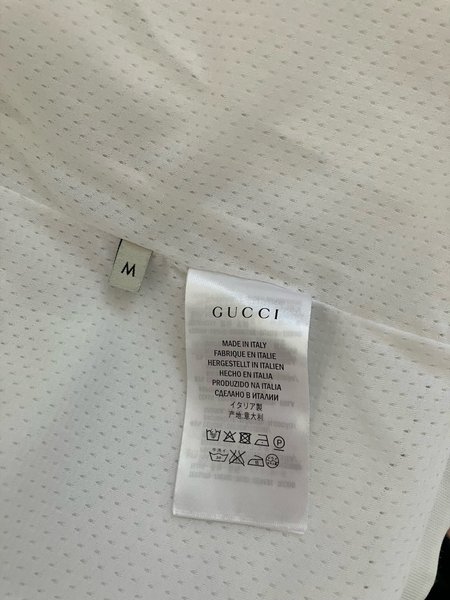 M
GUCCI
MADE IN ITALY
FABRIQUE EN ITALIE
HERGESTELLT IN ITALIEN
HECHO EN ITALIA
PRODUZIDO NA ITALIA
СДЕЛАНО В ИТАЛИИ
イタリア製
产地:意大利